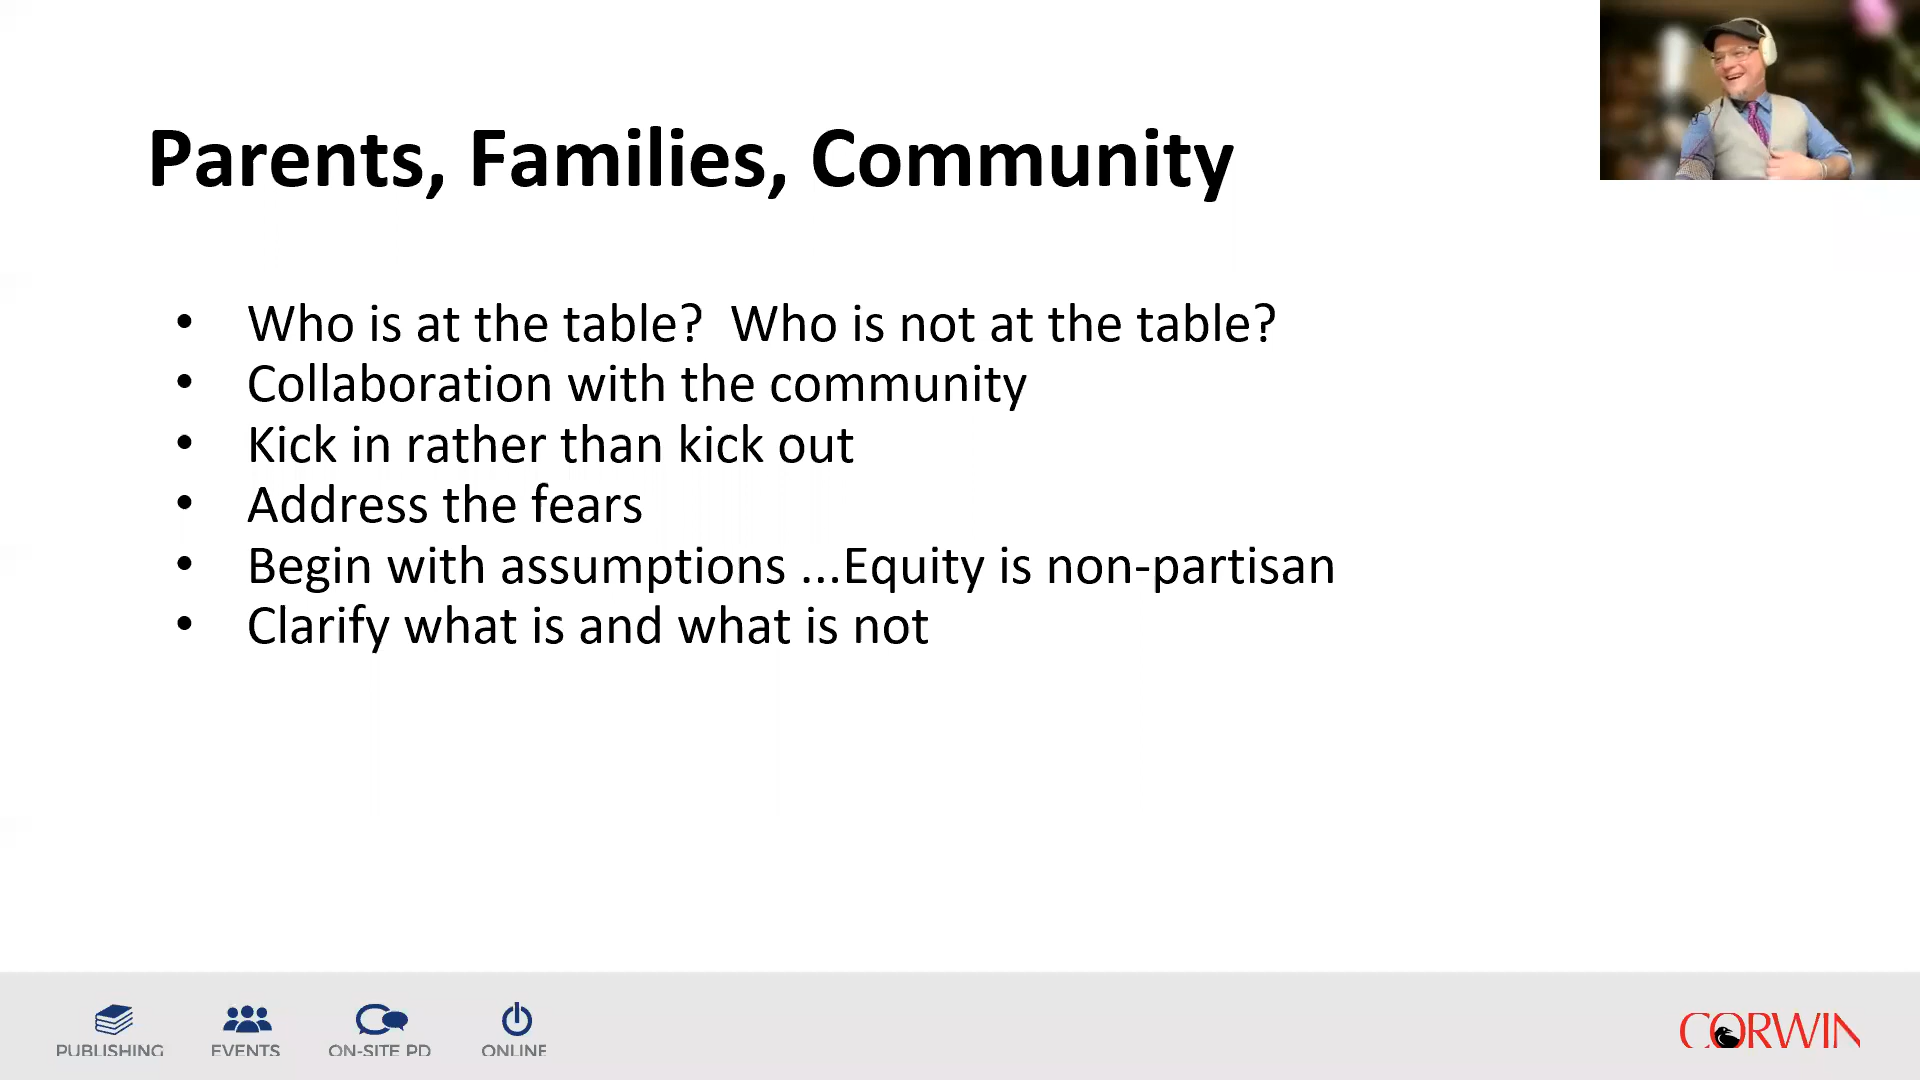 Parents, Families, Community
• Who is at the table?  Who is not at the table?
• Collaboration with the community
• Kick in rather than kick out
• Address the fears
• Begin with assumptions ...Equity is non-partisan
• Clarify what is and what is not
PUBLISHING
EVENTS
ON-SITE PD
ONLINE
CORWIN